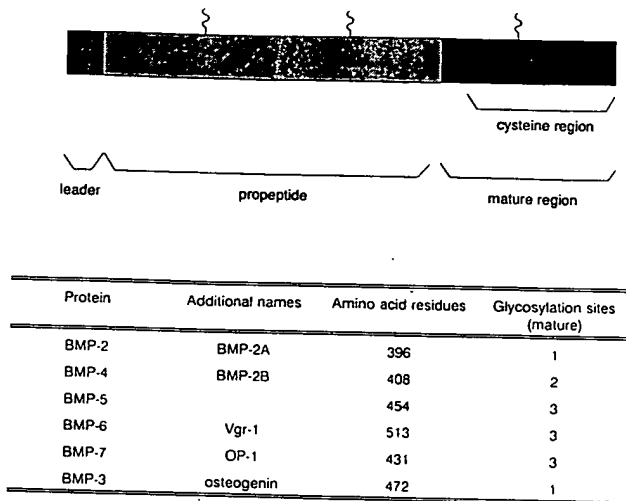 cysteine region
leader propeptide mature region
Protein Additional names Amino acid residues Glycosylation sites (mature)
BMP-2 BMP-2A 396 1
BMP-4 BMP-2B 408 2
BMP-5 454 3
BMP-6 Vgr-1 513 3
BMP-7 OP-1 431 3
BMP-3 osteogenin 472 1